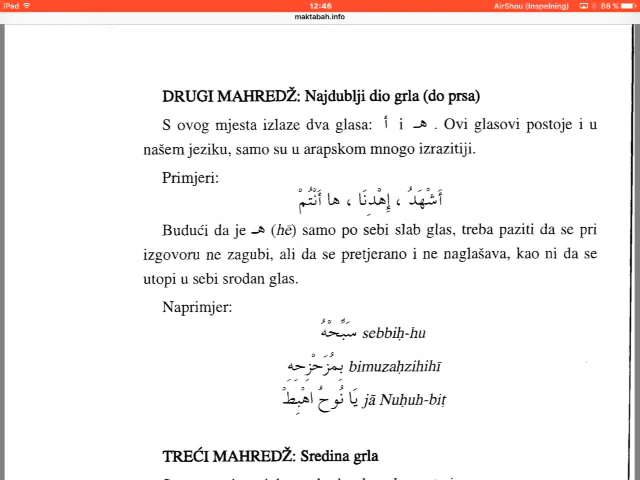 iPad 12:46 AirShou (Inspelning) 88 %
maktabah.info
DRUGI MAHREDŽ: Najdublji dio grla (do prsa)
S ovog mjesta izlaze dva glasa: أ i هـ . Ovi glasovi postoje i u
našem jeziku, samo su u arapskom mnogo izrazitiji.
Primjeri:
أَشْهَدُ ، إِهْدِنَا ، ها أَنْتُمْ
Budući da je هـ (hē) samo po sebi slab glas, treba paziti da se pri
izgovoru ne zagubi, ali da se pretjerano i ne naglašava, kao ni da se
utopi u sebi srodan glas.
Naprimjer:
سَبِّحْهُ sebbiḥ-hu
بِمُزَحْزِحِهِ bimuzaḥzihihī
يَا نُوحُ اهْبِطْ jā Nuḥuh-biṭ
TREĆI MAHREDŽ: Sredina grla